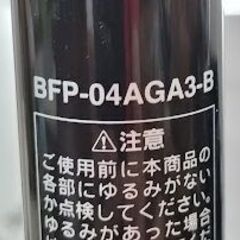 BFP-04AGA3-B
⚠注意
ご使用前に本商品の
各部にゆるみがない
か点検してください。
ゆるみがあった場合